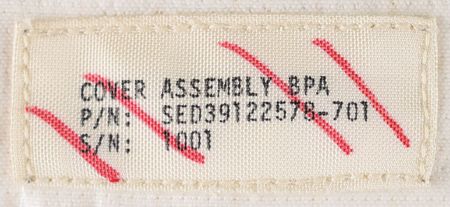 COVER ASSEMBLY BPA
P/N: SED39122578-701
S/N: 1001